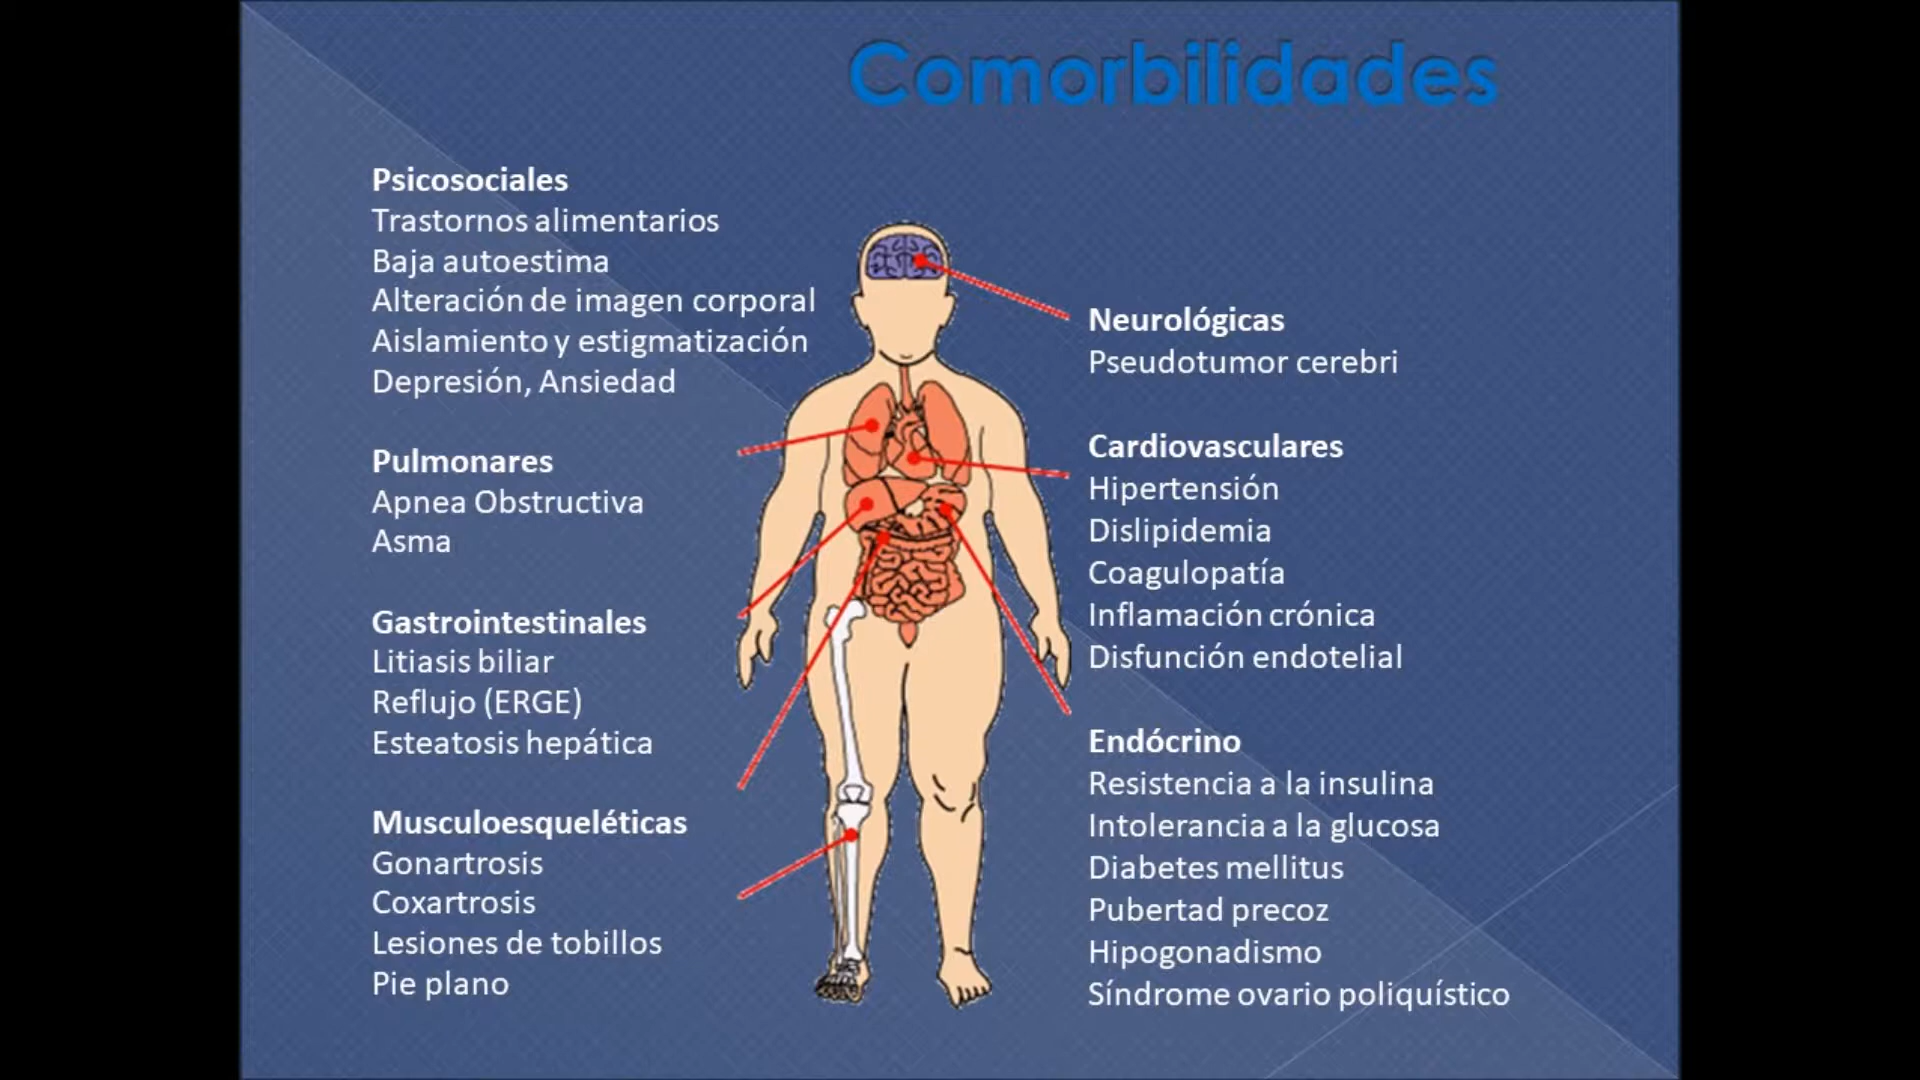 Comorbilidades
Psicosociales
Trastornos alimentarios
Baja autoestima
Alteración de imagen corporal
Aislamiento y estigmatización
Depresión, Ansiedad
Pulmonares
Apnea Obstructiva
Asma
Gastrointestinales
Litiasis biliar
Reflujo (ERGE)
Esteatosis hepática
Musculoesqueléticas
Gonartrosis
Coxartrosis
Lesiones de tobillos
Pie plano
Neurológicas
Pseudotumor cerebri
Cardiovasculares
Hipertensión
Dislipidemia
Coagulopatía
Inflamación crónica
Disfunción endotelial
Endócrino
Resistencia a la insulina
Intolerancia a la glucosa
Diabetes mellitus
Pubertad precoz
Hipogonadismo
Síndrome ovario poliquístico